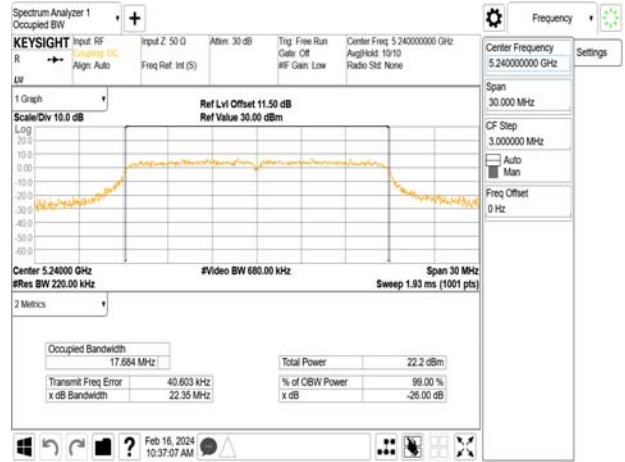 Spectrum Analyzer 1
Occupied BW
+
Frequency
KEYSIGHT
R
LXI
Input: RF
Coupling: DC
Align: Auto
Input Z: 50 Ω
Freq Ref: Int (S)
Atten: 30 dB
Trig: Free Run
Gate: Off
#IF Gain: Low
Center Freq: 5.240000000 GHz
Avg|Hold: 10/10
Radio Std: None
Center Frequency
5.240000000 GHz
Settings
Span
30.000 MHz
CF Step
3.000000 MHz
Auto
Man
Freq Offset
0 Hz
1 Graph
Scale/Div 10.0 dB
Ref Lvl Offset 11.50 dB
Ref Value 30.00 dBm
Log
20.0
10.0
0.00
-10.0
-20.0
-30.0
-40.0
-50.0
-60.0
Center 5.24000 GHz
#Res BW 220.00 kHz
#Video BW 680.00 kHz
Span 30 MHz
Sweep 1.93 ms (1001 pts)
2 Metrics
Occupied Bandwidth
17.684 MHz
Total Power 22.2 dBm
Transmit Freq Error 40.603 kHz
% of OBW Power 99.00 %
x dB Bandwidth 22.35 MHz
x dB -26.00 dB
?
Feb 16, 2024
10:37:07 AM